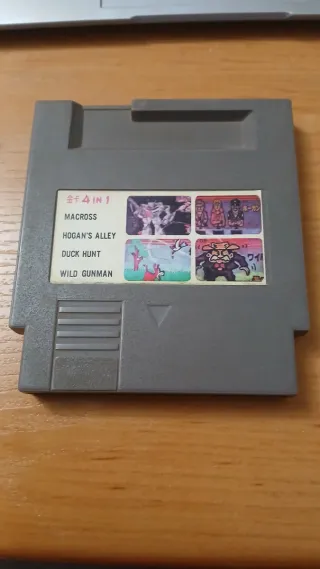 4 IN 1
MACROSS
HOGAN'S ALLEY
DUCK HUNT
WILD GUNMAN